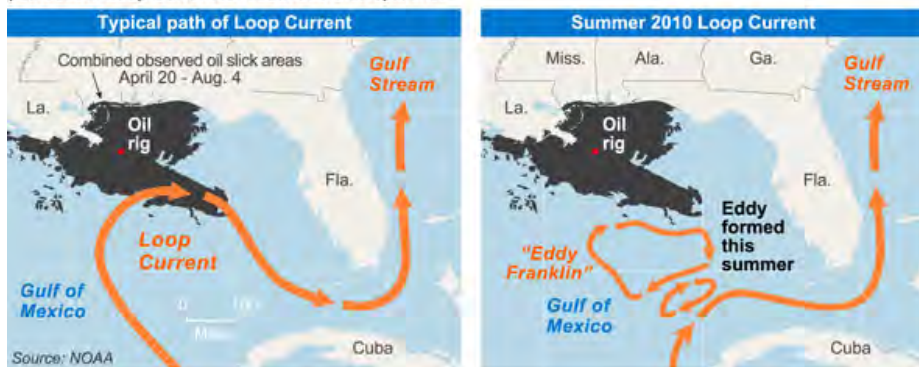 Typical path of Loop Current
Combined observed oil slick areas
April 20 - Aug. 4
Gulf
Stream
La.
Oil
rig
Fla.
Loop
Current
Gulf of
Mexico
0
Cuba
Source: NOAA
Summer 2010 Loop Current
Miss.
Ala.
Ga.
Gulf
Stream
La.
Oil
rig
Fla.
Eddy
formed
this
summer
"Eddy
Franklin"
Gulf of
Mexico
Cuba